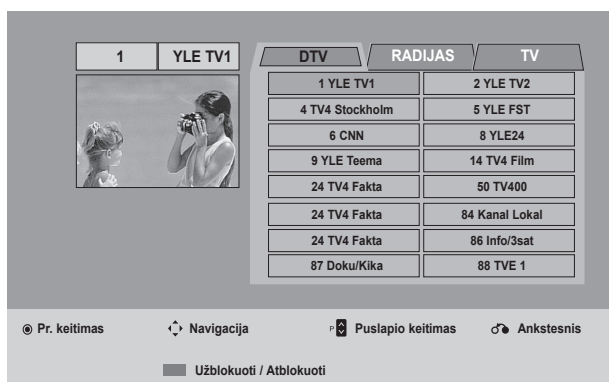 1 YLE TV1
DTV RADIJAS TV
1 YLE TV1 2 YLE TV2
4 TV4 Stockholm 5 YLE FST
6 CNN 8 YLE24
9 YLE Teema 14 TV4 Film
24 TV4 Fakta 50 TV400
24 TV4 Fakta 84 Kanal Lokal
24 TV4 Fakta 86 Info/3sat
87 Doku/Kika 88 TVE 1
Pr. keitimas Navigacija P Puslapio keitimas Ankstesnis
Užblokuoti / Atblokuoti